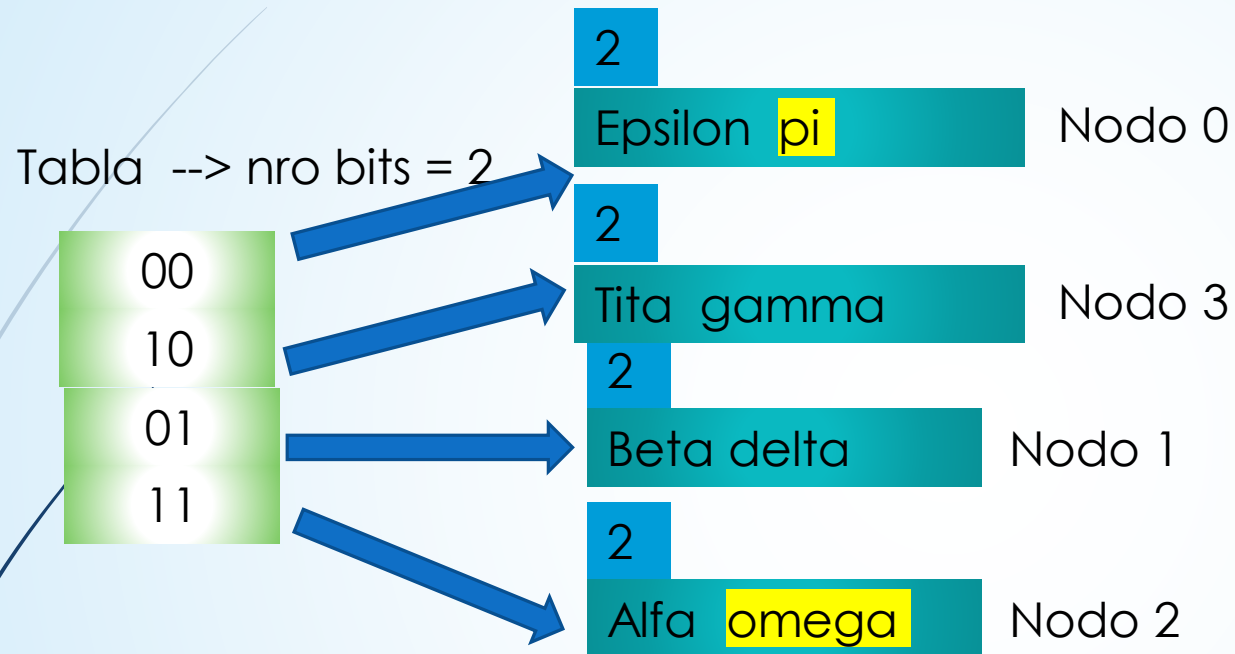 Tabla --> nro bits = 2
00
10
01
11
2
Epsilon pi Nodo 0
2
Tita gamma Nodo 3
2
Beta delta Nodo 1
2
Alfa omega Nodo 2